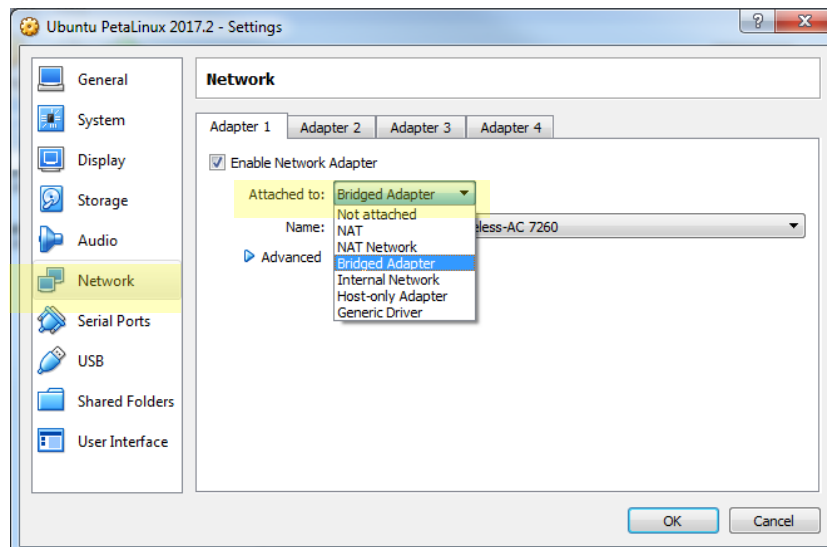 Ubuntu PetaLinux 2017.2 - Settings
?
X
General
System
Display
Storage
Audio
Network
Serial Ports
USB
Shared Folders
User Interface
Network
Adapter 1
Adapter 2
Adapter 3
Adapter 4
Enable Network Adapter
Attached to: Bridged Adapter
Not attached
NAT
NAT Network
Bridged Adapter
Internal Network
Host-only Adapter
Generic Driver
Name: eless-AC 7260
Advanced
OK
Cancel